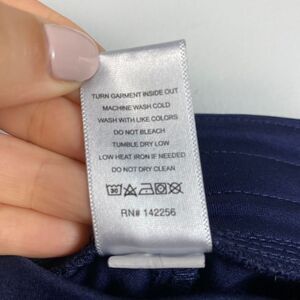 TURN GARMENT INSIDE OUT
MACHINE WASH COLD
WASH WITH LIKE COLORS
DO NOT BLEACH
TUMBLE DRY LOW
LOW HEAT IRON IF NEEDED
DO NOT DRY CLEAN
RN# 142256